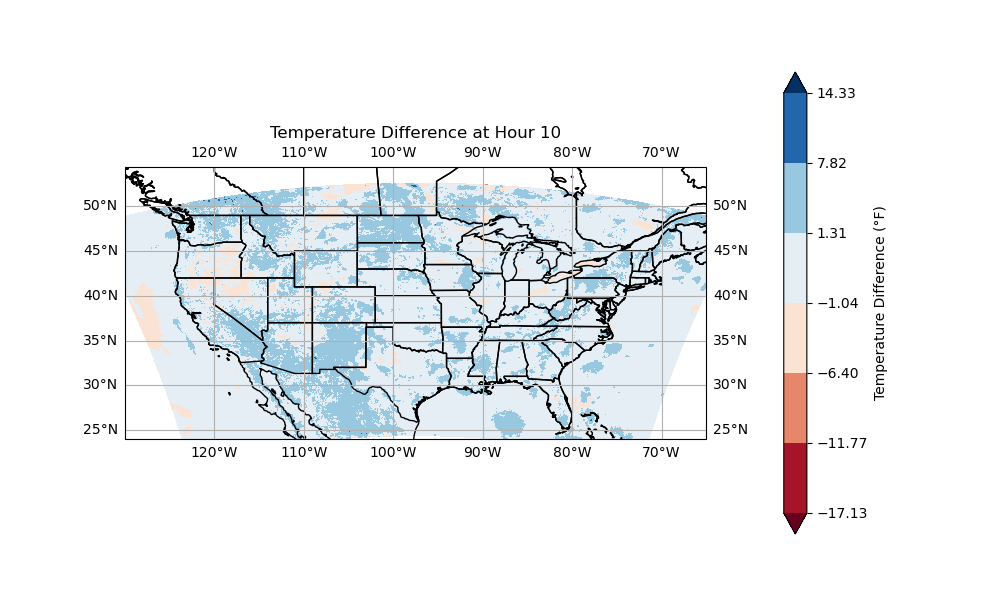 Temperature Difference at Hour 10
120°W 110°W 100°W 90°W 80°W 70°W
50°N 50°N
45°N 45°N
40°N 40°N
35°N 35°N
30°N 30°N
25°N 25°N
120°W 110°W 100°W 90°W 80°W 70°W
14.33
7.82
1.31
−1.04
−6.40
−11.77
−17.13
Temperature Difference (°F)